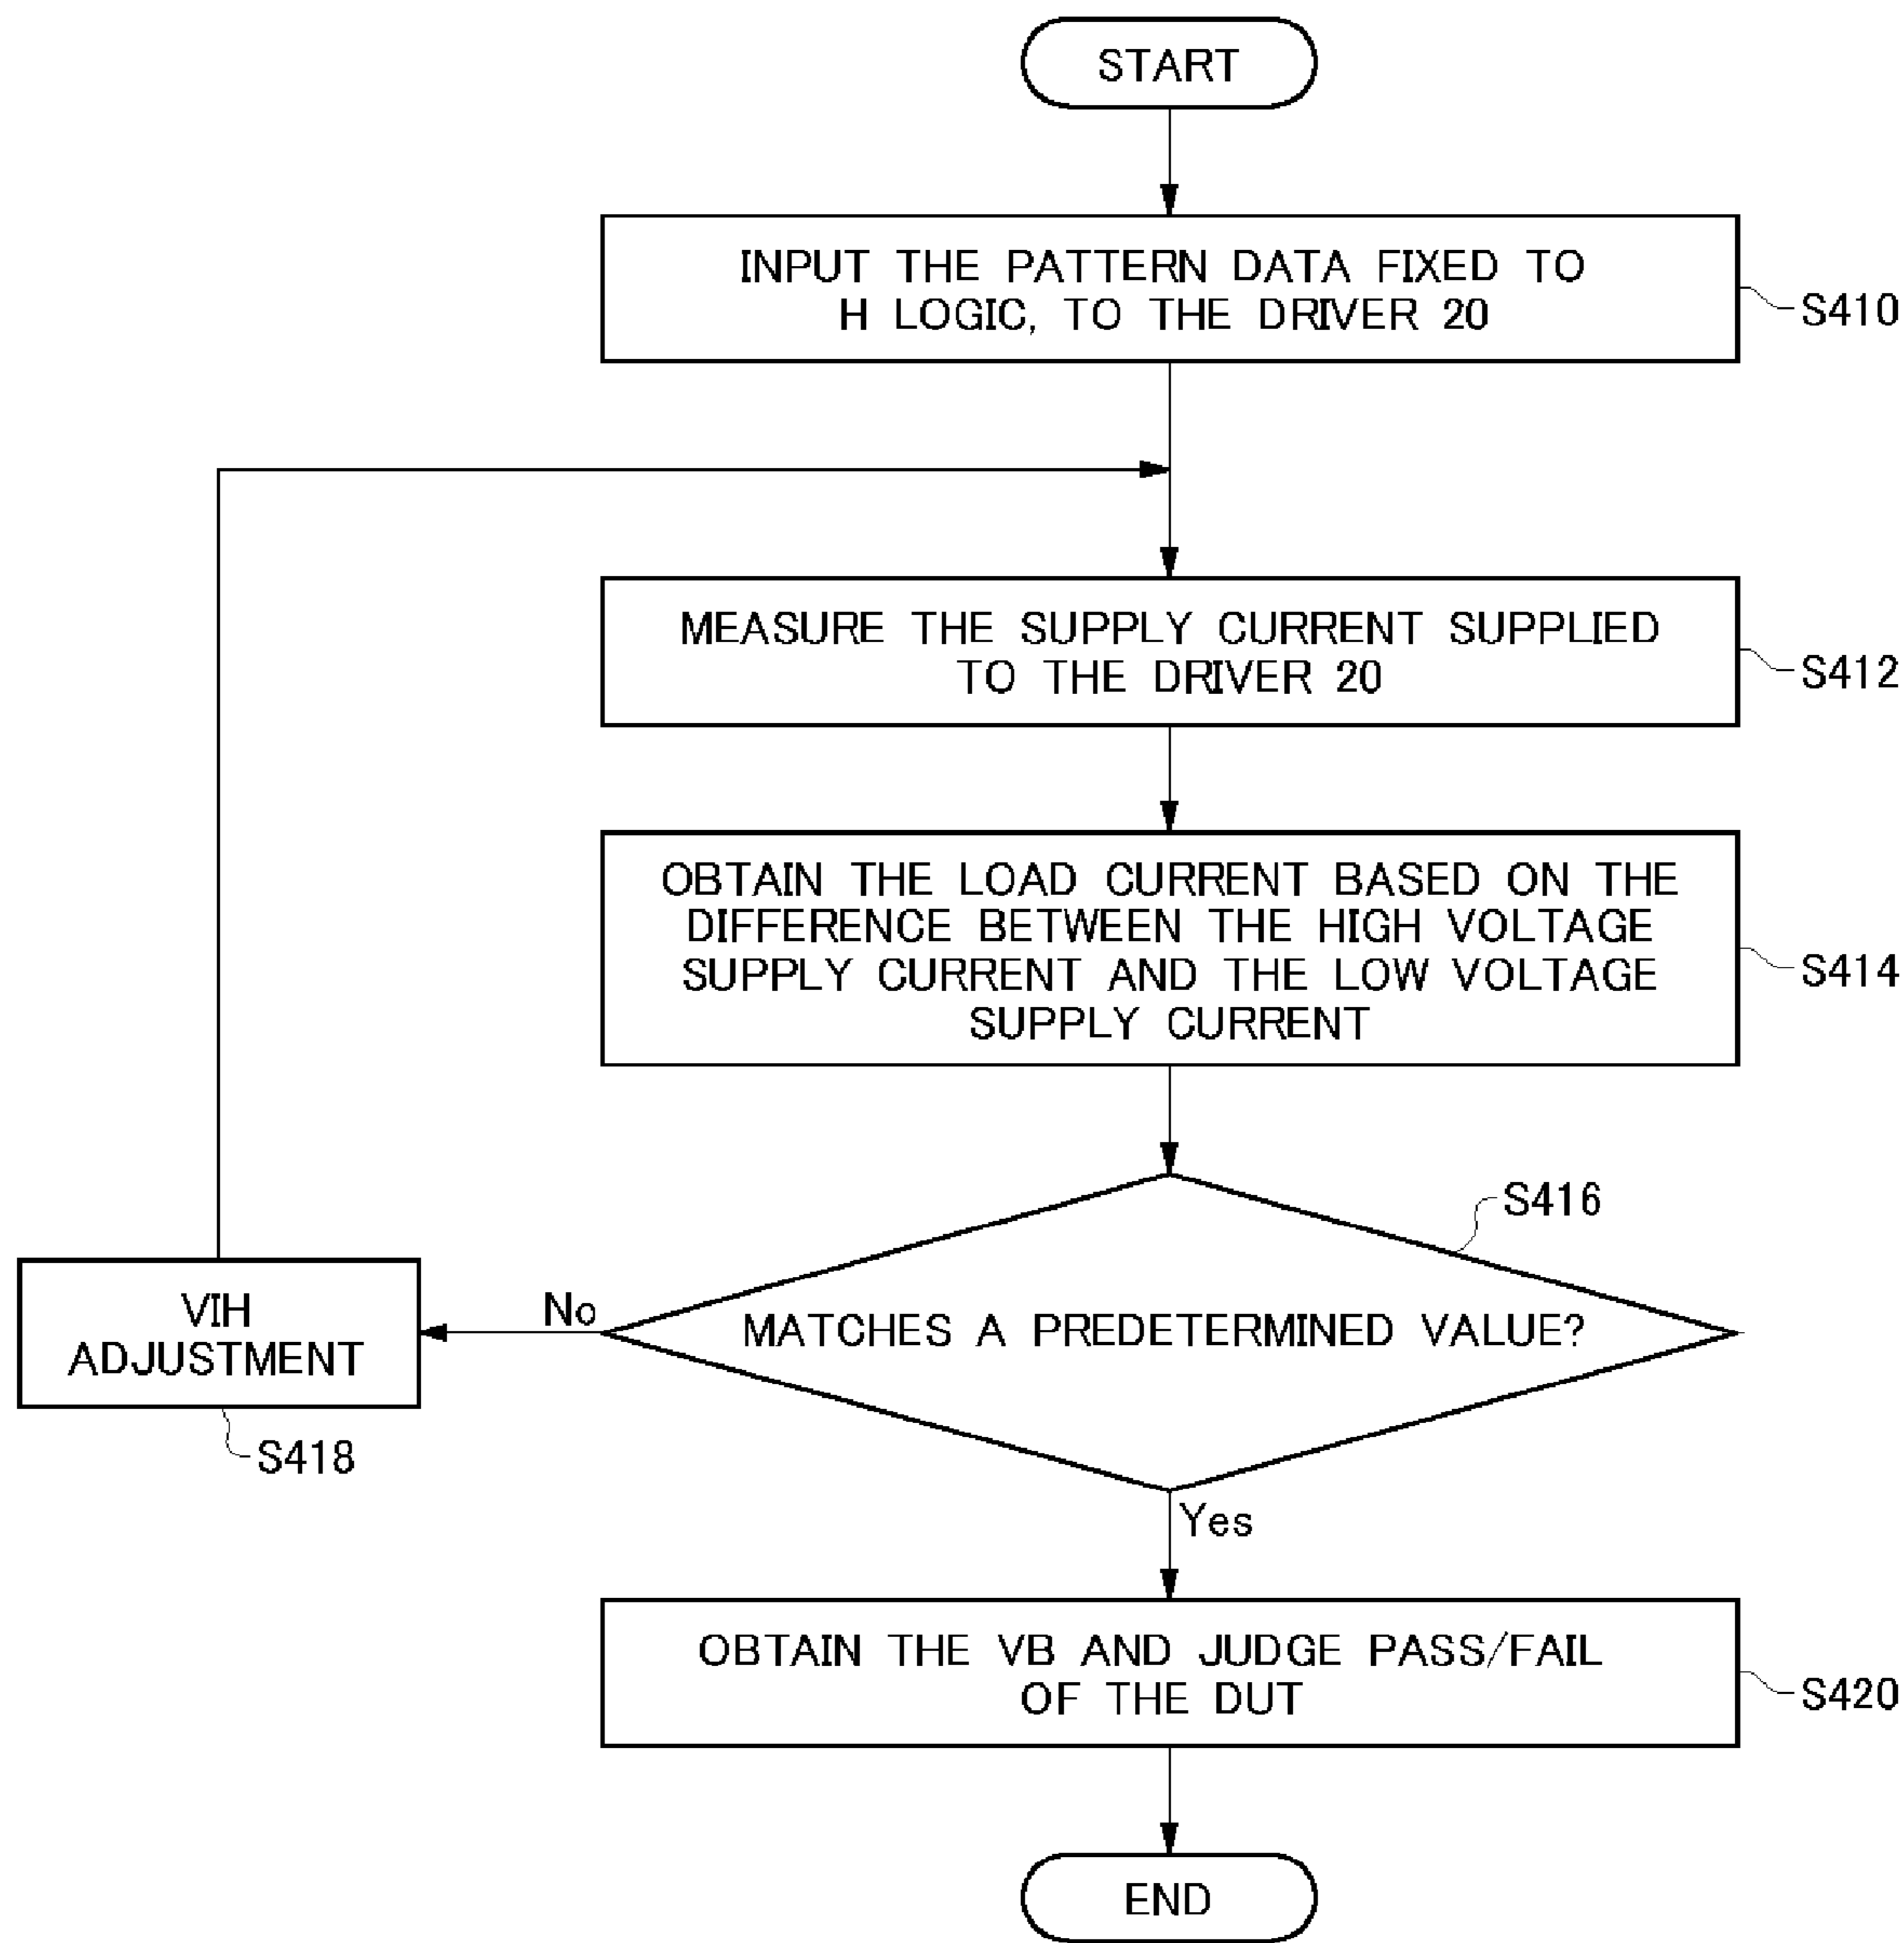 START
INPUT THE PATTERN DATA FIXED TO
H LOGIC, TO THE DRIVER 20
S410
MEASURE THE SUPPLY CURRENT SUPPLIED
TO THE DRIVER 20
S412
OBTAIN THE LOAD CURRENT BASED ON THE
DIFFERENCE BETWEEN THE HIGH VOLTAGE
SUPPLY CURRENT AND THE LOW VOLTAGE
SUPPLY CURRENT
S414
S416
MATCHES A PREDETERMINED VALUE?
No
VIH
ADJUSTMENT
S418
Yes
OBTAIN THE VB AND JUDGE PASS/FAIL
OF THE DUT
S420
END